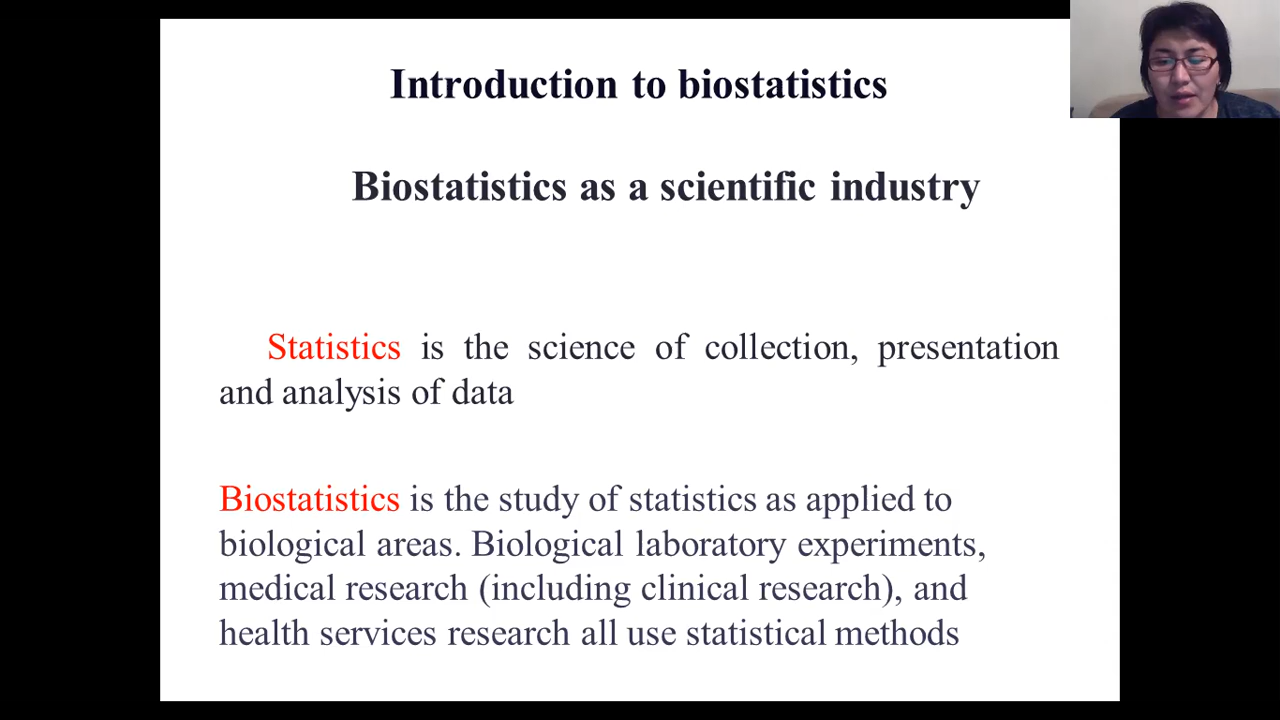 Introduction to biostatistics
Biostatistics as a scientific industry
Statistics is the science of collection, presentation
and analysis of data
Biostatistics is the study of statistics as applied to
biological areas. Biological laboratory experiments,
medical research (including clinical research), and
health services research all use statistical methods